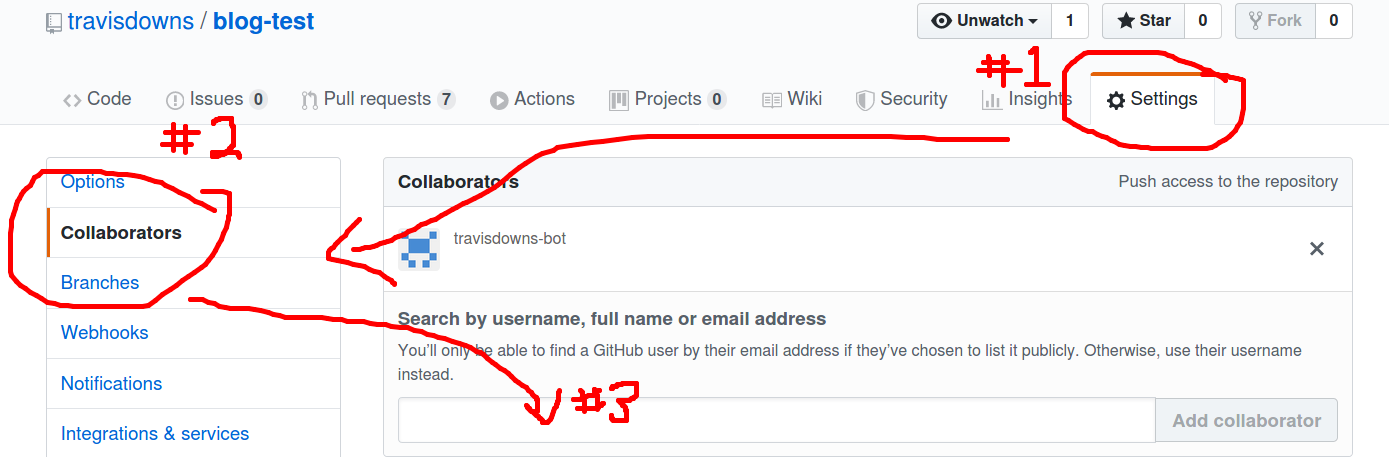 travisdowns / blog-test
Unwatch 1 Star 0 Fork 0
#1
Code Issues 0 Pull requests 7 Actions Projects 0 Wiki Security Insights Settings
#2
Options
Collaborators
Branches
Webhooks
Notifications
Integrations & services
Collaborators Push access to the repository
travisdowns-bot
Search by username, full name or email address
You'll only be able to find a GitHub user by their email address if they've chosen to list it publicly. Otherwise, use their username
instead.
#3
Add collaborator